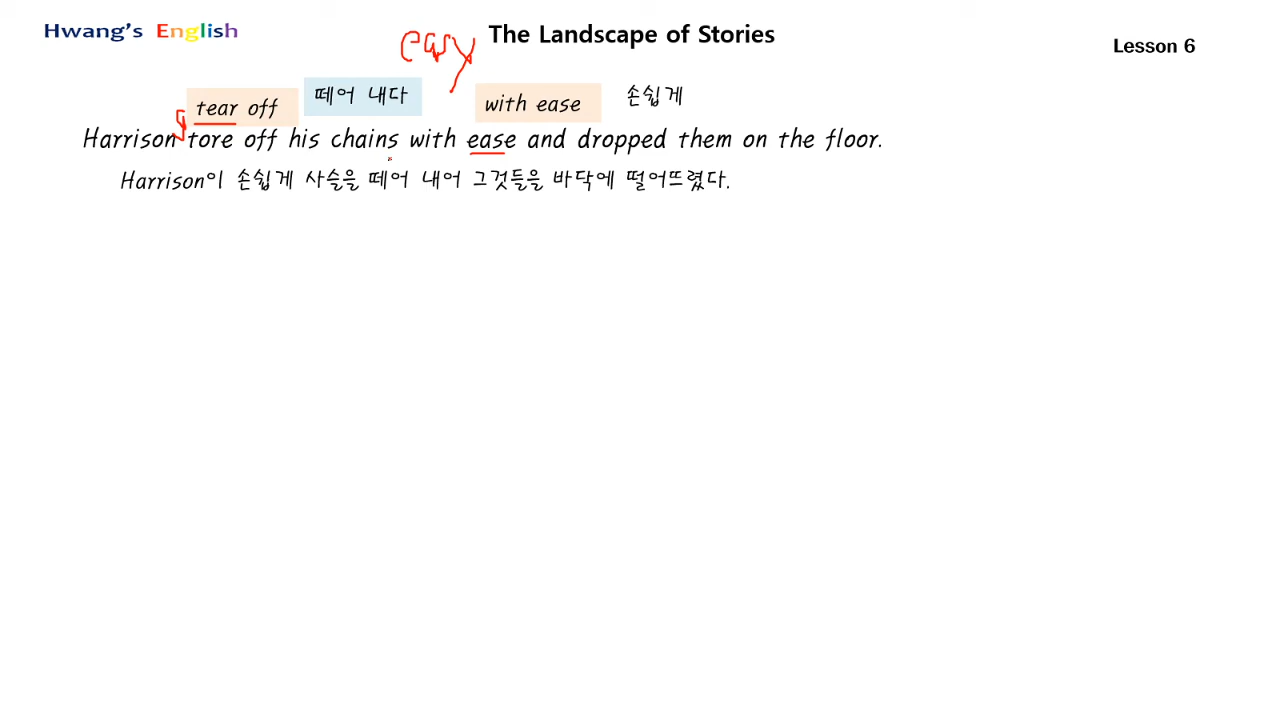 Hwang's English
The Landscape of Stories
Lesson 6
easy
tear off 떼어 내다 with ease 손쉽게
Harrison tore off his chains with ease and dropped them on the floor.
Harrison이 손쉽게 사슬을 떼어 내어 그것들을 바닥에 떨어뜨렸다.